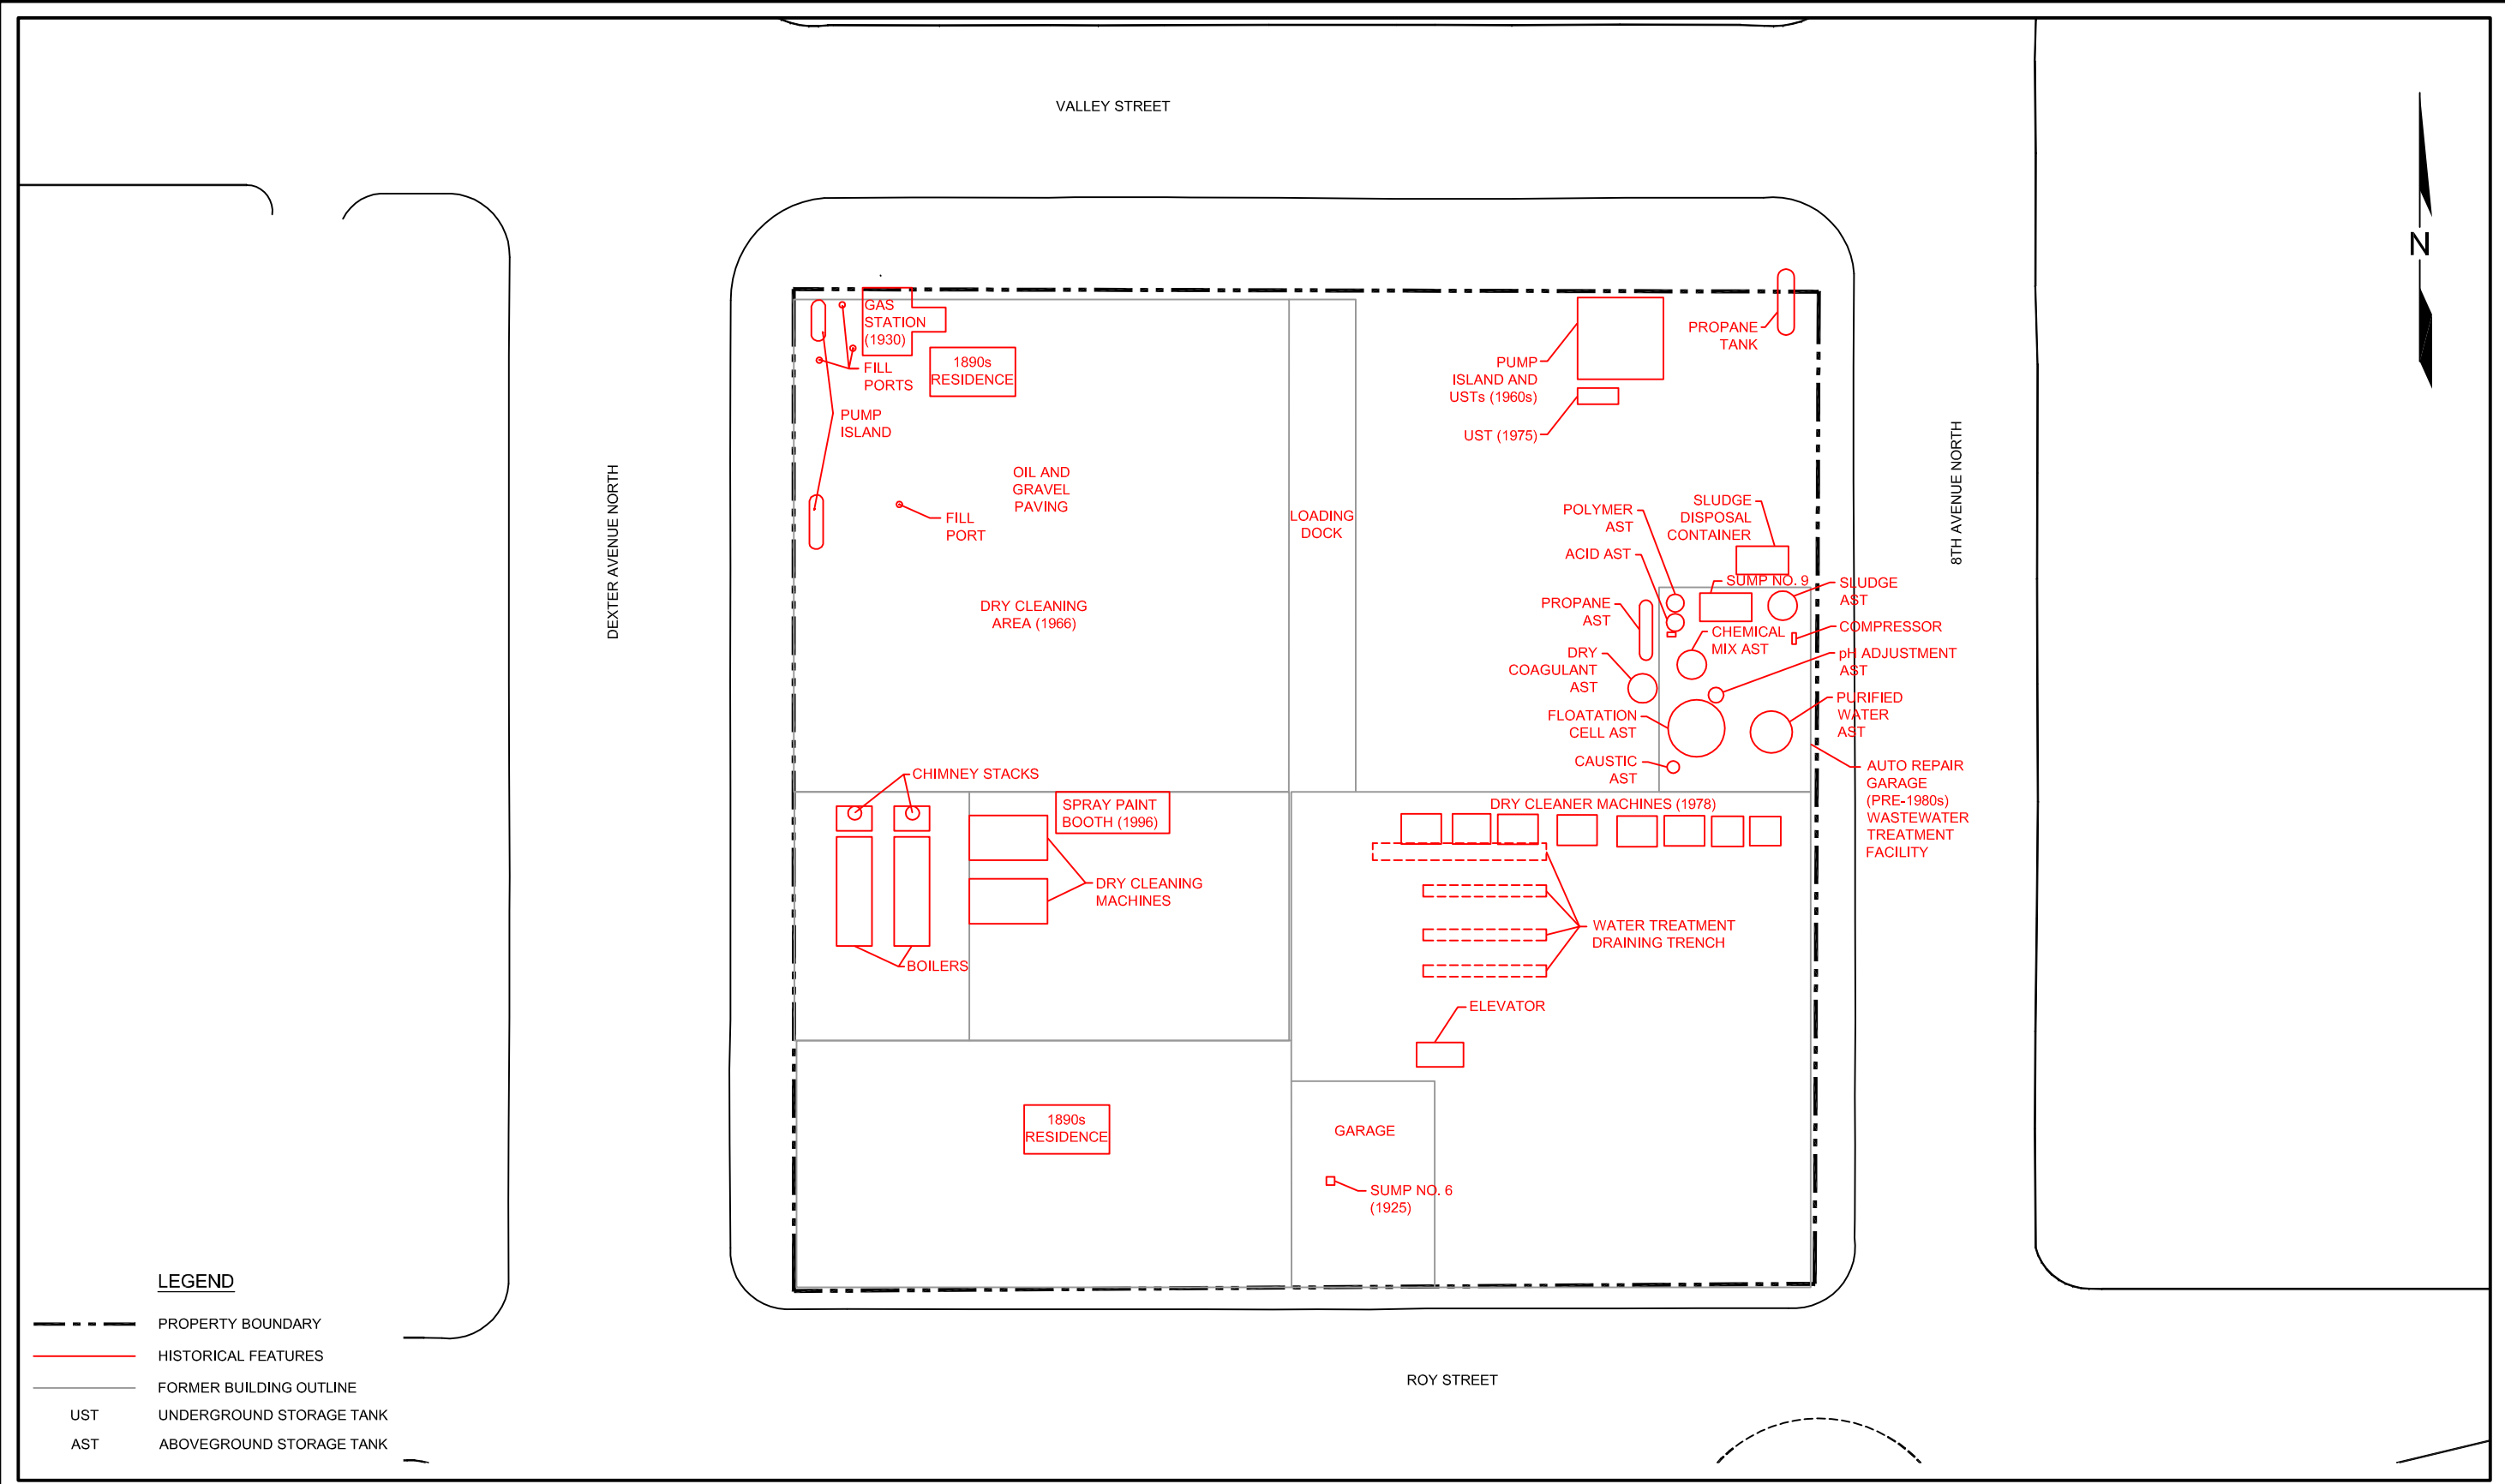 VALLEY STREET
N
DEXTER AVENUE NORTH
8TH AVENUE NORTH
ROY STREET
GAS
STATION
(1930)
FILL
PORTS
1890s
RESIDENCE
PUMP
ISLAND
OIL AND
GRAVEL
PAVING
FILL
PORT
DRY CLEANING
AREA (1966)
LOADING
DOCK
PUMP
ISLAND AND
USTs (1960s)
UST (1975)
PROPANE
TANK
POLYMER
AST
ACID AST
SLUDGE
DISPOSAL
CONTAINER
SUMP NO. 9
SLUDGE
AST
PROPANE
AST
COMPRESSOR
CHEMICAL
MIX AST
pH ADJUSTMENT
AST
DRY
COAGULANT
AST
PURIFIED
WATER
AST
FLOATATION
CELL AST
CAUSTIC
AST
AUTO REPAIR
GARAGE
(PRE-1980s)
WASTEWATER
TREATMENT
FACILITY
CHIMNEY STACKS
SPRAY PAINT
BOOTH (1996)
DRY CLEANING
MACHINES
BOILERS
DRY CLEANER MACHINES (1978)
WATER TREATMENT
DRAINING TRENCH
ELEVATOR
1890s
RESIDENCE
GARAGE
SUMP NO. 6
(1925)
LEGEND
PROPERTY BOUNDARY
HISTORICAL FEATURES
FORMER BUILDING OUTLINE
UST UNDERGROUND STORAGE TANK
AST ABOVEGROUND STORAGE TANK